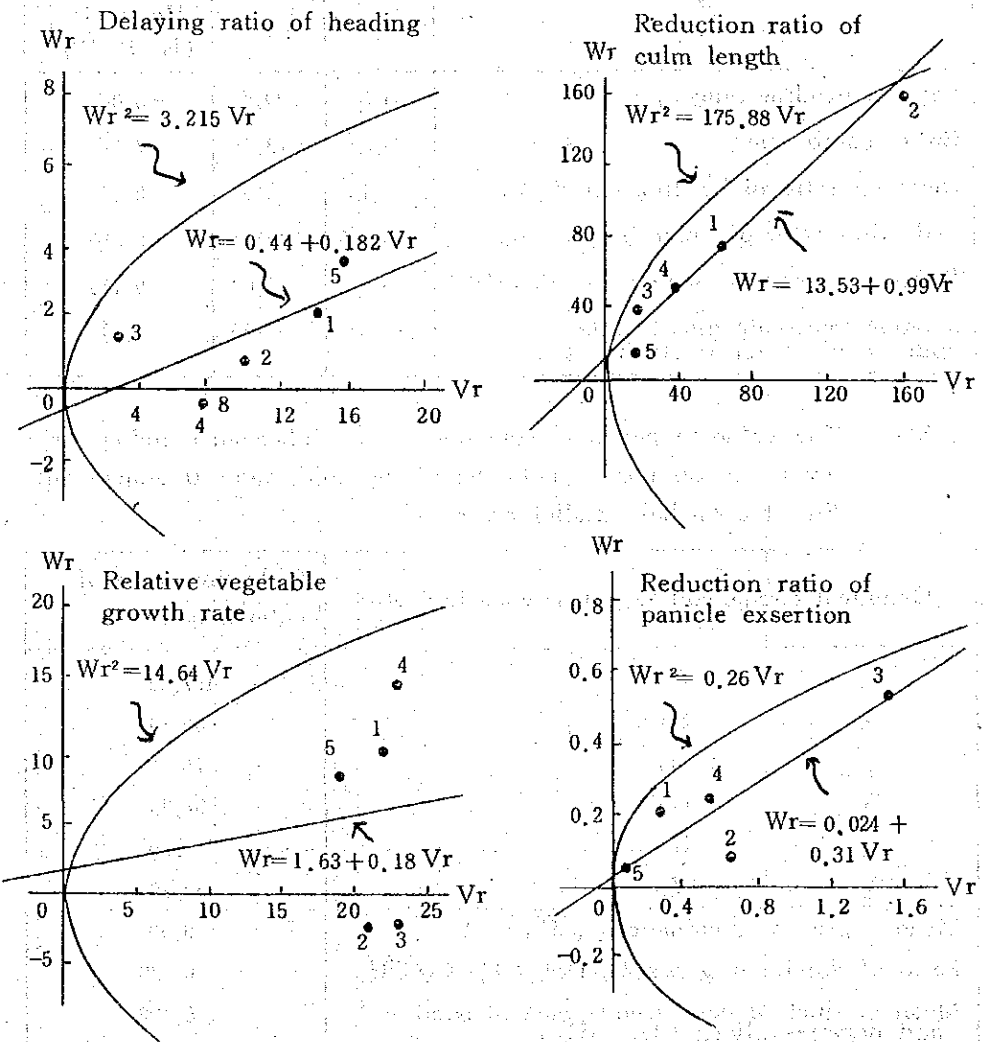 Delaying ratio of heading
Wr
8
Wr² = 3.215 Vr
6
Wr= 0.44 +0.182 Vr
4
5
2
3
1
2
0
4
8
4
12
16
20
Vr
-2
Reduction ratio of
culm length
Wr
160
Wr² = 175.88 Vr
2
120
1
80
4
Wr= 13.53+0.99Vr
3
40
5
0
40
80
120
160
Vr
Wr
Relative vegetable
growth rate
20
Wr²=14.64 Vr
15
4
1
10
5
5
Wr=1.63+0.18 Vr
0
5
10
15
20
25
Vr
2
3
-5
Wr
Reduction ratio of
panicle exsertion
0.8
Wr² = 0.26 Vr
0.6
3
0.4
4
1
0.2
2
Wr= 0.024 +
0.31 Vr
5
0
0.4
0.8
1.2
1.6
Vr
-0.2